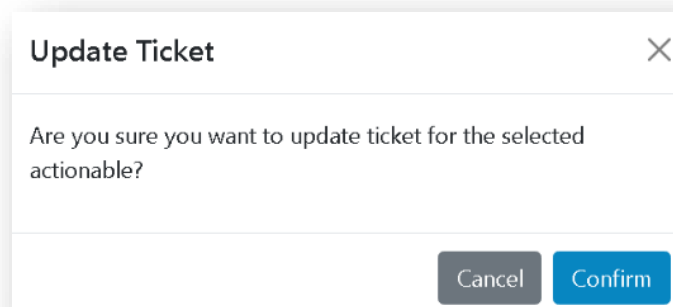 Update Ticket
Are you sure you want to update ticket for the selected
actionable?
Cancel Confirm